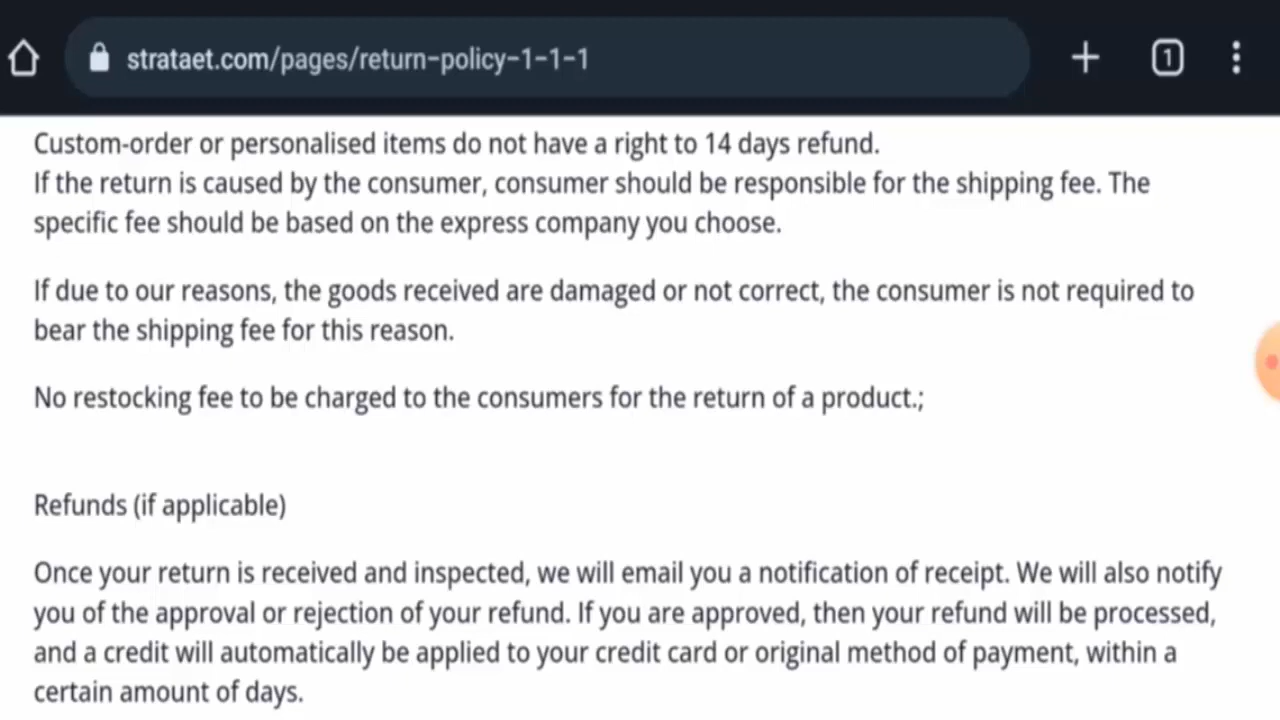 strataet.com/pages/return-policy-1-1-1
1
Custom-order or personalised items do not have a right to 14 days refund.
If the return is caused by the consumer, consumer should be responsible for the shipping fee. The
specific fee should be based on the express company you choose.
If due to our reasons, the goods received are damaged or not correct, the consumer is not required to
bear the shipping fee for this reason.
No restocking fee to be charged to the consumers for the return of a product.;
Refunds (if applicable)
Once your return is received and inspected, we will email you a notification of receipt. We will also notify
you of the approval or rejection of your refund. If you are approved, then your refund will be processed,
and a credit will automatically be applied to your credit card or original method of payment, within a
certain amount of days.